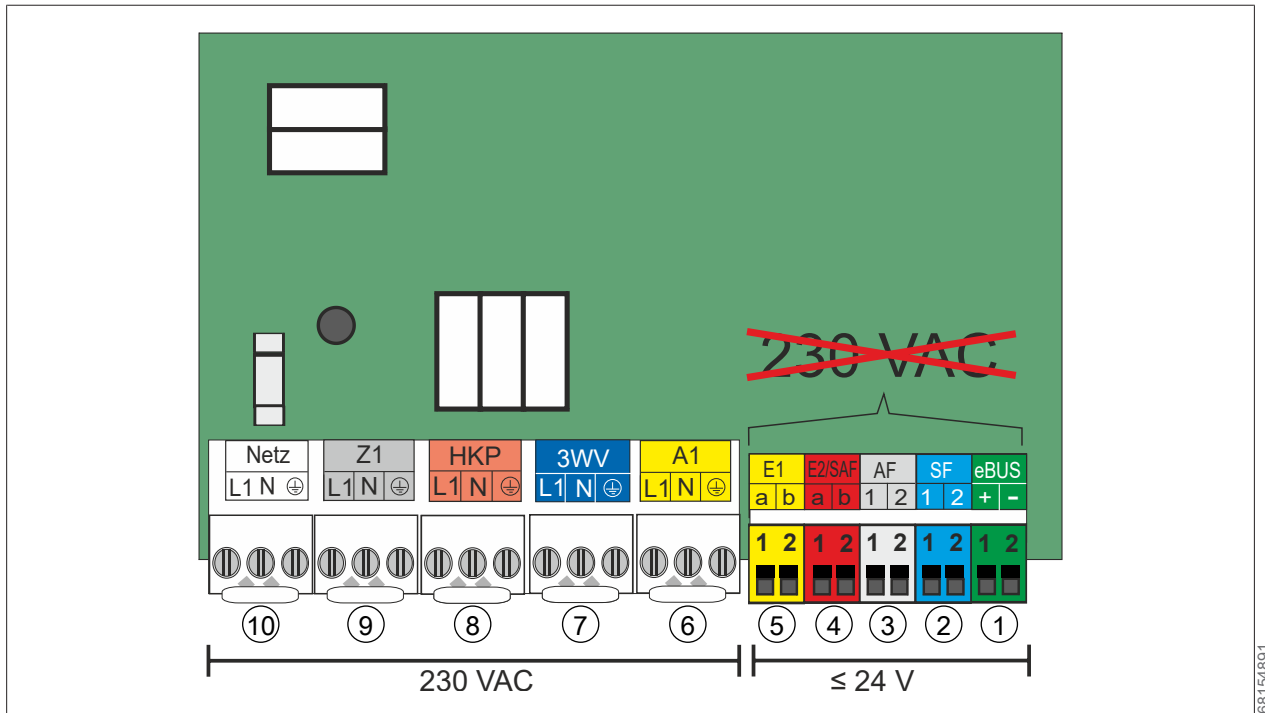 230 VAC
Netz Z1 HKP 3WV A1 E1 E2/SAF AF SF eBUS
L1 N L1 N L1 N L1 N L1 N a b a b 1 2 1 2 + −
1 2 1 2 1 2 1 2 1 2
10 9 8 7 6 5 4 3 2 1
230 VAC ≤ 24 V
68154891